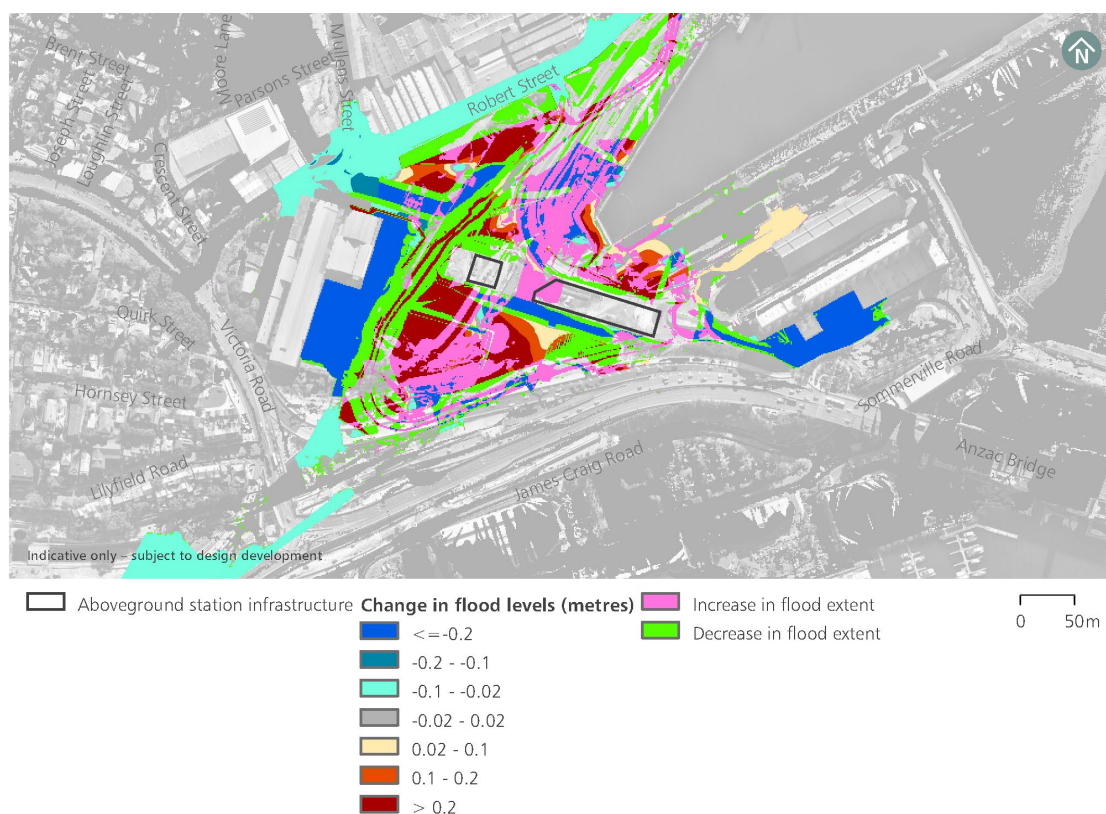 N
Brent Street
Joseph Street
Loughlin Street
Moore Lane
Parsons Street
Mullens Street
Robert Street
Crescent Street
Quirk Street
Victoria Road
Hornsey Street
Lilyfield Road
James Craig Road
Sommerville Road
Anzac Bridge
Indicative only – subject to design development
Aboveground station infrastructure
Change in flood levels (metres)
<=-0.2
-0.2 - -0.1
-0.1 - -0.02
-0.02 - 0.02
0.02 - 0.1
0.1 - 0.2
> 0.2
Increase in flood extent
Decrease in flood extent
0 50m